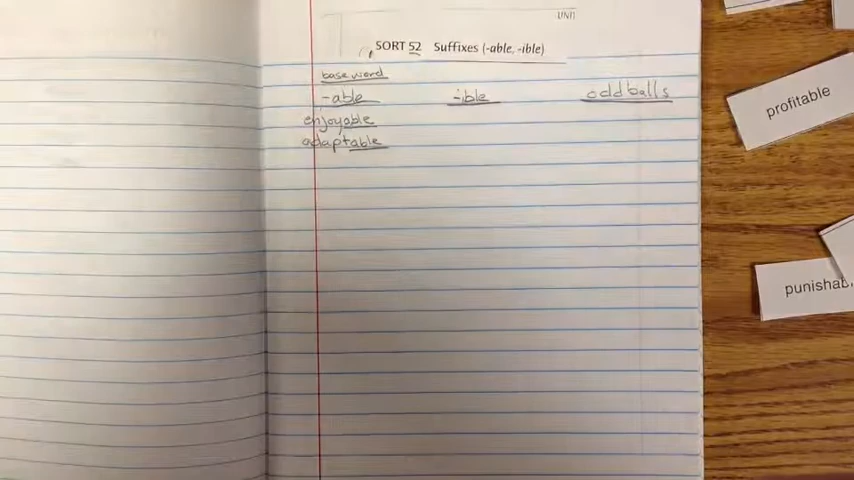 UNIT
SORT 52 Suffixes (-able, -ible)
base word
-able -ible oddballs
enjoyable
adaptable
profitable
punishab